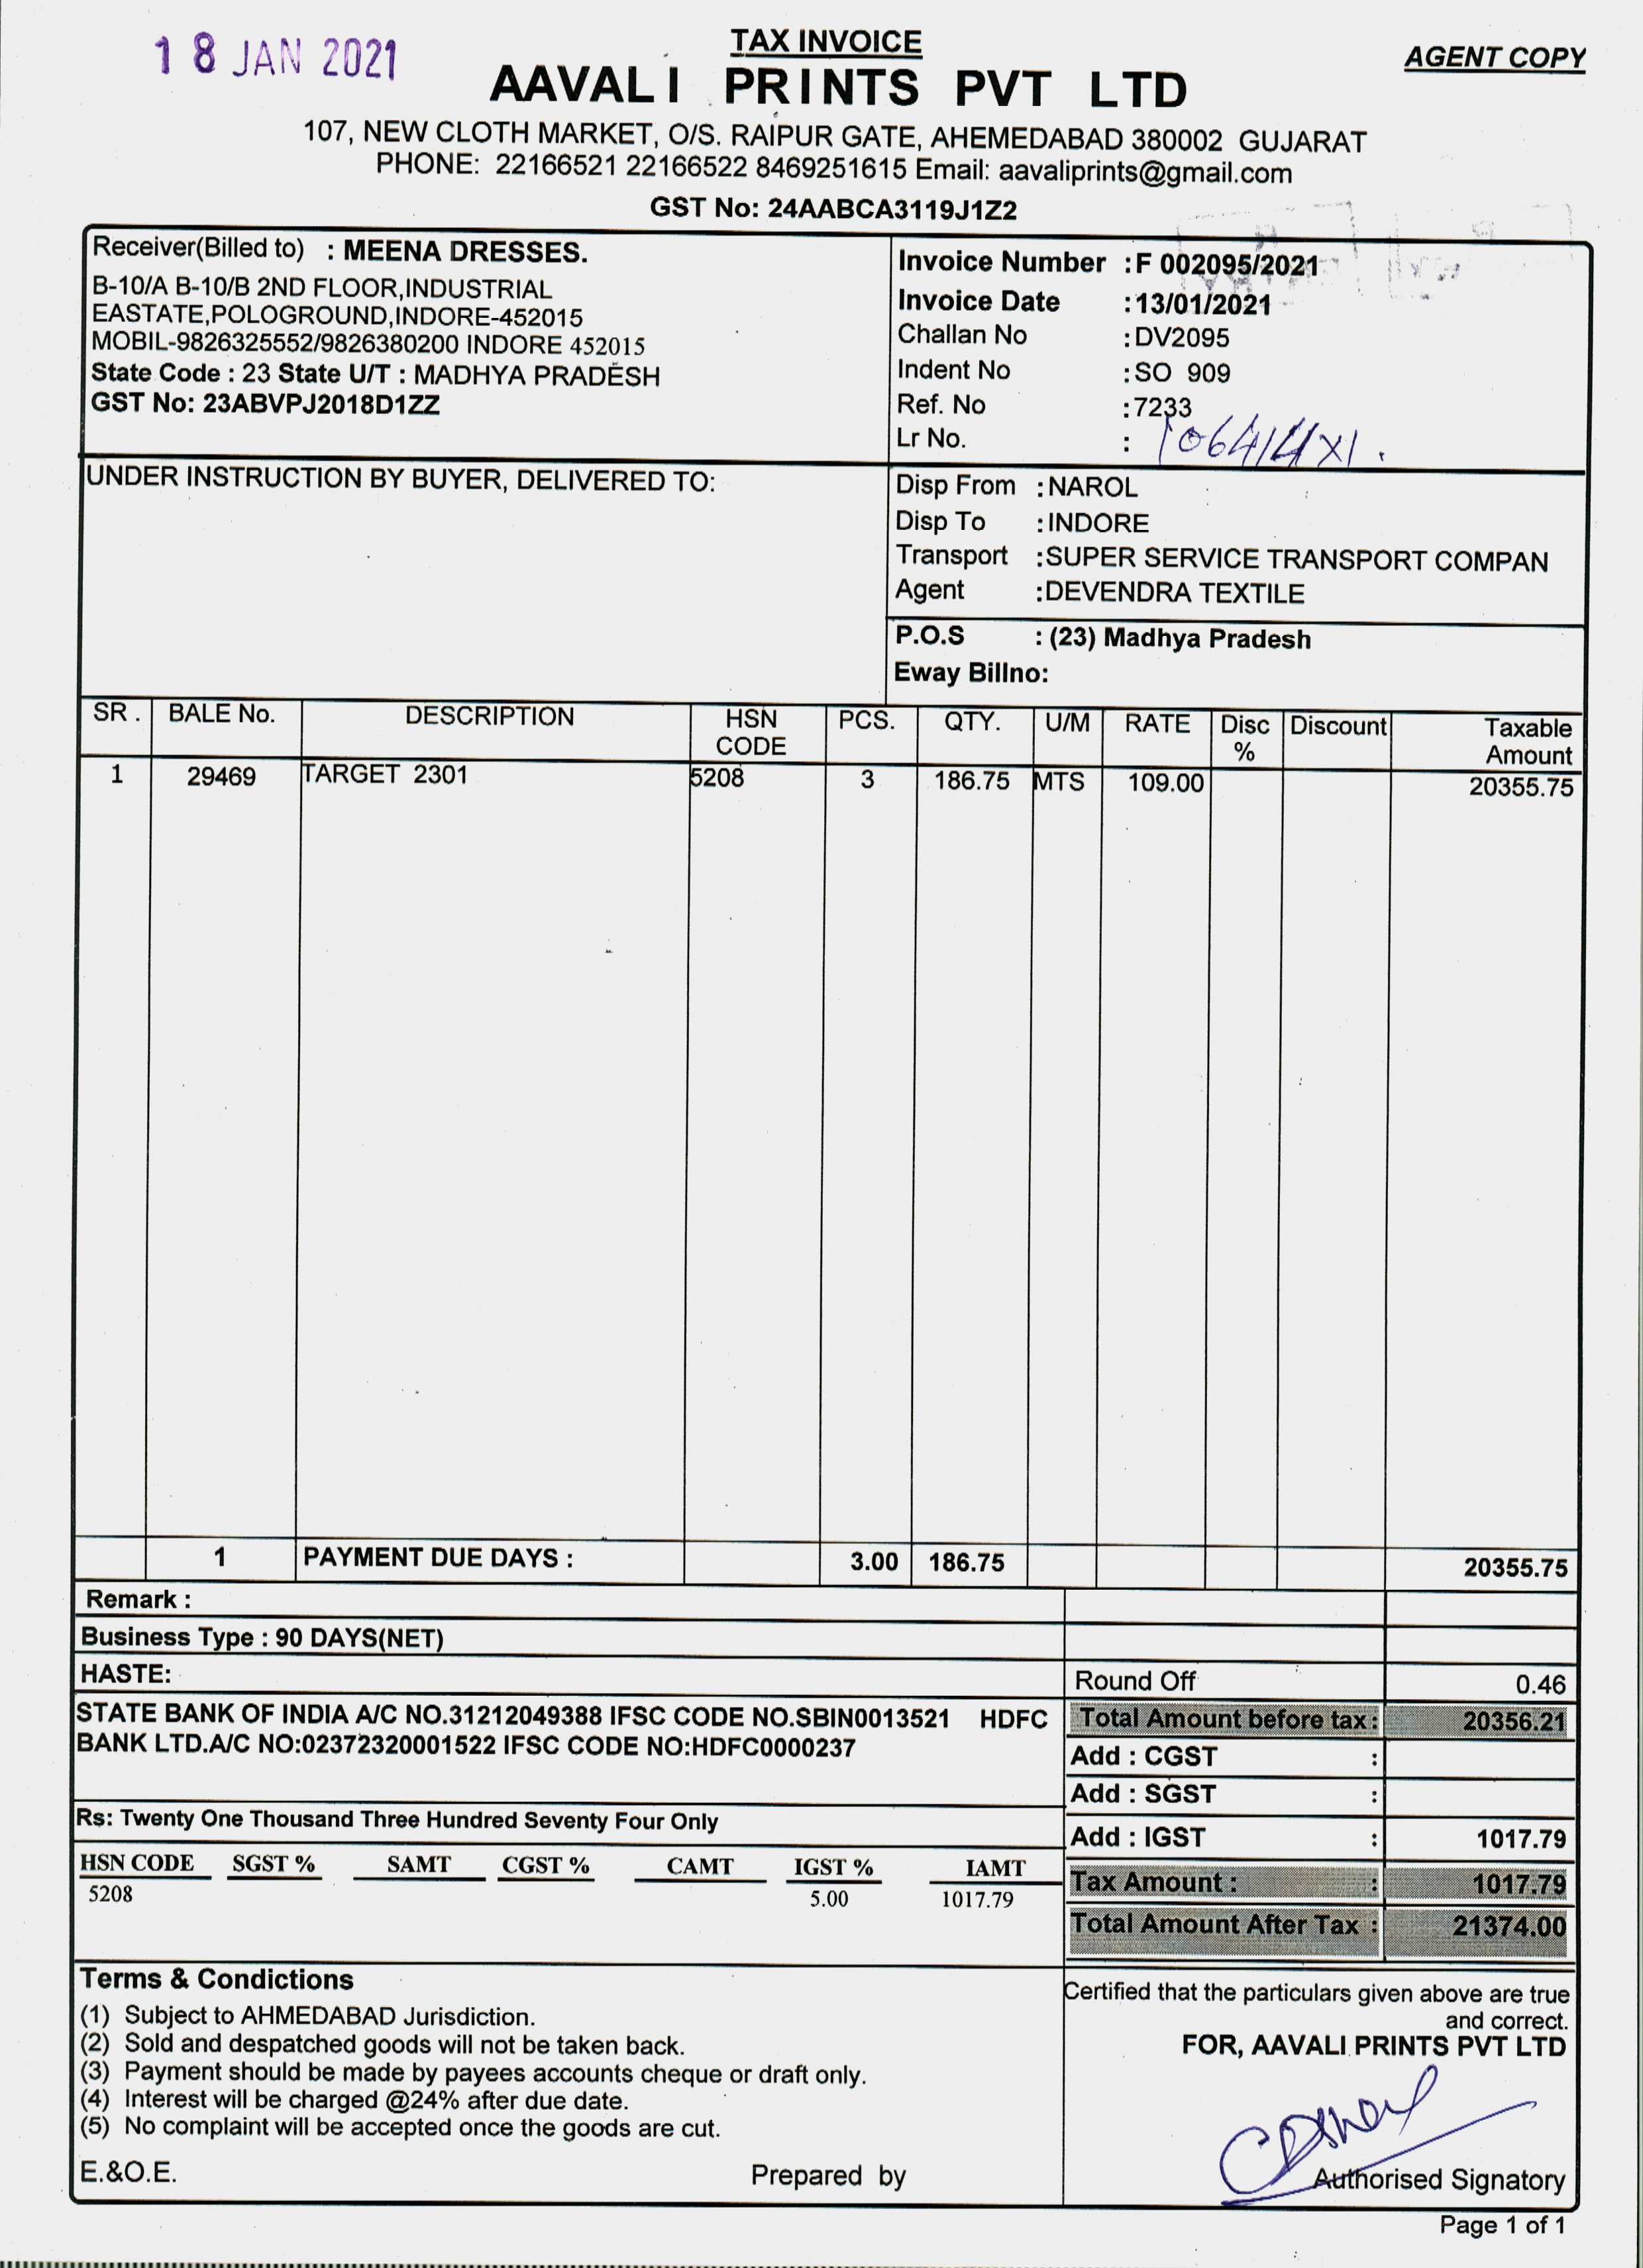 18 JAN 2021
TAX INVOICE
AGENT COPY
AAVALI PRINTS PVT LTD
107, NEW CLOTH MARKET, O/S. RAIPUR GATE, AHEMEDABAD 380002 GUJARAT
PHONE: 22166521 22166522 8469251615 Email: aavaliprints@gmail.com
GST No: 24AABCA3119J1Z2
Receiver(Billed to) : MEENA DRESSES.
B-10/A B-10/B 2ND FLOOR,INDUSTRIAL
EASTATE,POLOGROUND,INDORE-452015
MOBIL-9826325552/9826380200 INDORE 452015
State Code : 23 State U/T : MADHYA PRADESH
GST No: 23ABVPJ2018D1ZZ
Invoice Number : F 002095/2021
Invoice Date : 13/01/2021
Challan No : DV2095
Indent No : SO 909
Ref. No : 7233
Lr No. :
UNDER INSTRUCTION BY BUYER, DELIVERED TO:
Disp From : NAROL
Disp To : INDORE
Transport : SUPER SERVICE TRANSPORT COMPAN
Agent : DEVENDRA TEXTILE
P.O.S : (23) Madhya Pradesh
Eway Billno:
SR. BALE No. DESCRIPTION HSN CODE PCS. QTY. U/M RATE Disc % Discount Taxable Amount
1 29469 TARGET 2301 5208 3 186.75 MTS 109.00 20355.75
1 PAYMENT DUE DAYS : 3.00 186.75 20355.75
Remark :
Business Type : 90 DAYS(NET)
HASTE:
Round Off 0.46
STATE BANK OF INDIA A/C NO.31212049388 IFSC CODE NO.SBIN0013521 HDFC
BANK LTD.A/C NO:02372320001522 IFSC CODE NO:HDFC0000237
Total Amount before tax : 20356.21
Add : CGST :
Add : SGST :
Rs: Twenty One Thousand Three Hundred Seventy Four Only
Add : IGST : 1017.79
HSN CODE SGST % SAMT CGST % CAMT IGST % IAMT
5208 5.00 1017.79
Tax Amount : : 1017.79
Total Amount After Tax : 21374.00
Terms & Condictions
(1) Subject to AHMEDABAD Jurisdiction.
(2) Sold and despatched goods will not be taken back.
(3) Payment should be made by payees accounts cheque or draft only.
(4) Interest will be charged @24% after due date.
(5) No complaint will be accepted once the goods are cut.
E.&O.E.
Prepared by
Certified that the particulars given above are true
and correct.
FOR, AAVALI PRINTS PVT LTD
Authorised Signatory
Page 1 of 1